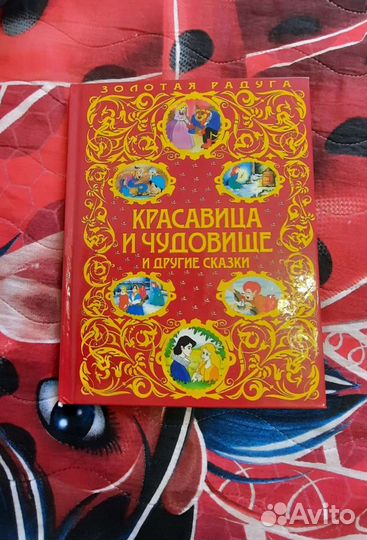 ЗОЛОТАЯ РАДУГА
КРАСАВИЦА
И ЧУДОВИЩЕ
И ДРУГИЕ СКАЗКИ
Avito